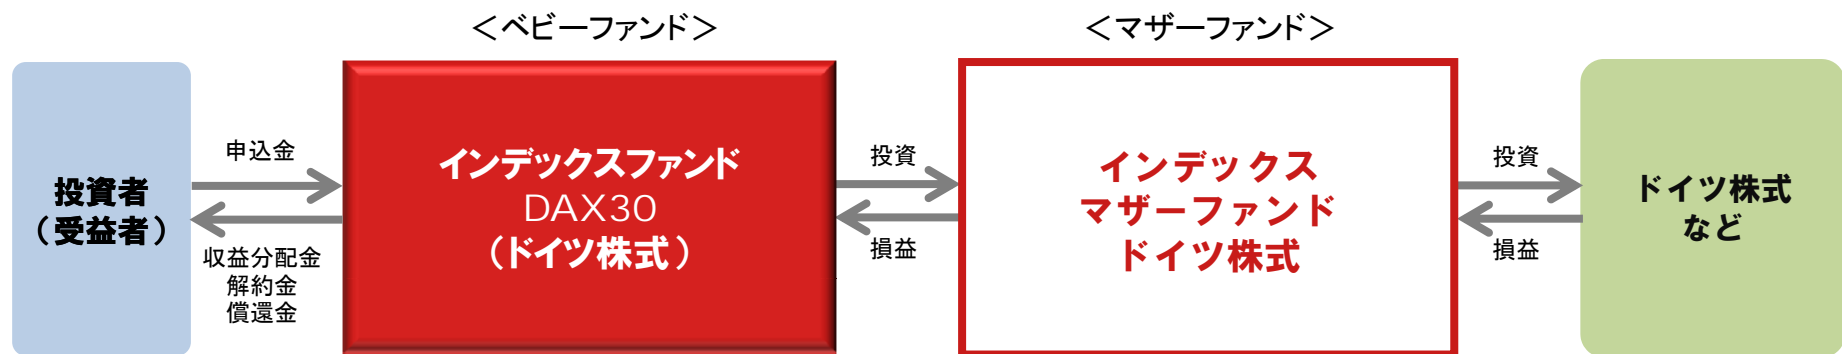 ＜ベビーファンド＞
＜マザーファンド＞
投資者
（受益者）
申込金
収益分配金
解約金
償還金
インデックスファンド
DAX30
（ドイツ株式）
投資
損益
インデックス
マザーファンド
ドイツ株式
投資
損益
ドイツ株式
など